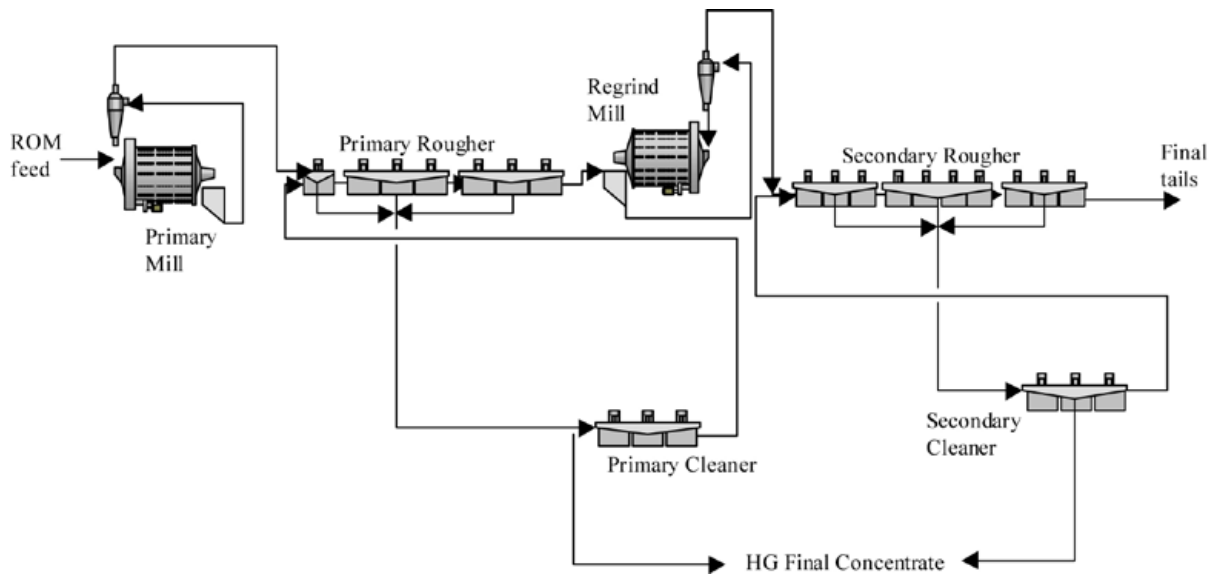 ROM
feed
Primary
Mill
Primary Rougher
Regrind
Mill
Secondary Rougher
Final
tails
Primary Cleaner
Secondary
Cleaner
HG Final Concentrate